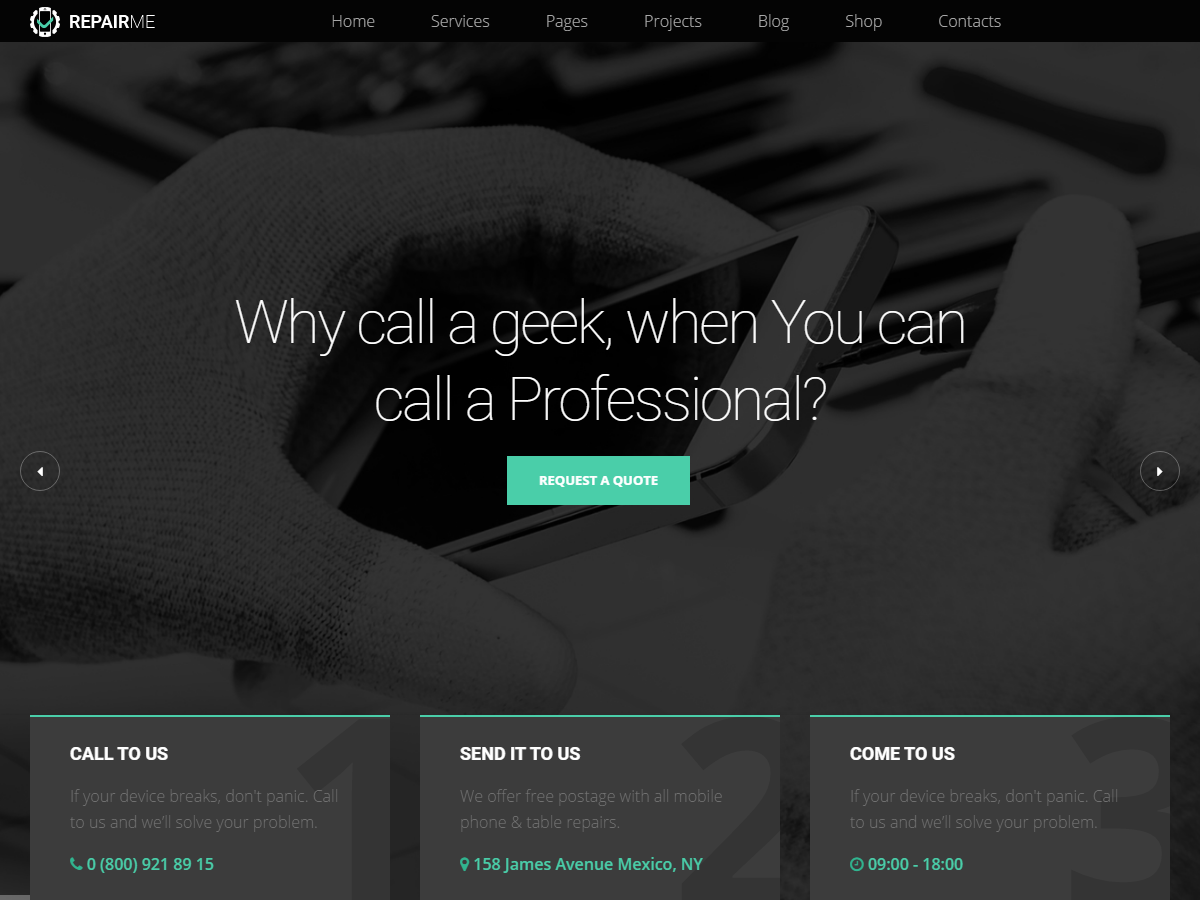 REPAIRME
Home
Services
Pages
Projects
Blog
Shop
Contacts
Why call a geek, when You can
call a Professional?
REQUEST A QUOTE
1
CALL TO US
If your device breaks, don't panic. Call
to us and we'll solve your problem.
0 (800) 921 89 15
2
SEND IT TO US
We offer free postage with all mobile
phone & table repairs.
158 James Avenue Mexico, NY
3
COME TO US
If your device breaks, don't panic. Call
to us and we'll solve your problem.
09:00 - 18:00